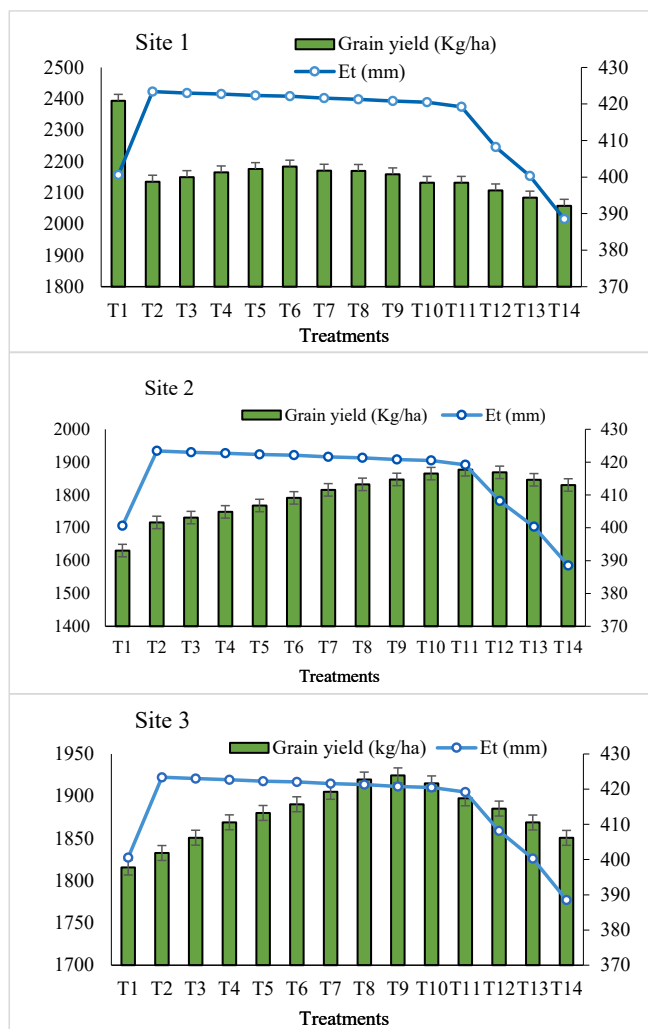 Site 1
Grain yield (Kg/ha)
Et (mm)
2500 430
2400 420
2300 410
2200 400
2100 390
2000 380
1900 370
1800
T1 T2 T3 T4 T5 T6 T7 T8 T9 T10 T11 T12 T13 T14
Treatments
Site 2
Grain yield (Kg/ha) Et (mm)
2000 430
1900 420
1800 410
1700 400
1600 390
1500 380
1400 370
T1 T2 T3 T4 T5 T6 T7 T8 T9 T10 T11 T12 T13 T14
Treatments
Site 3
Grain yield (kg/ha) Et (mm)
1950 430
1900 420
1850 410
1800 400
1750 390
1700 380
370
T1 T2 T3 T4 T5 T6 T7 T8 T9 T10 T11 T12 T13 T14
Treatments